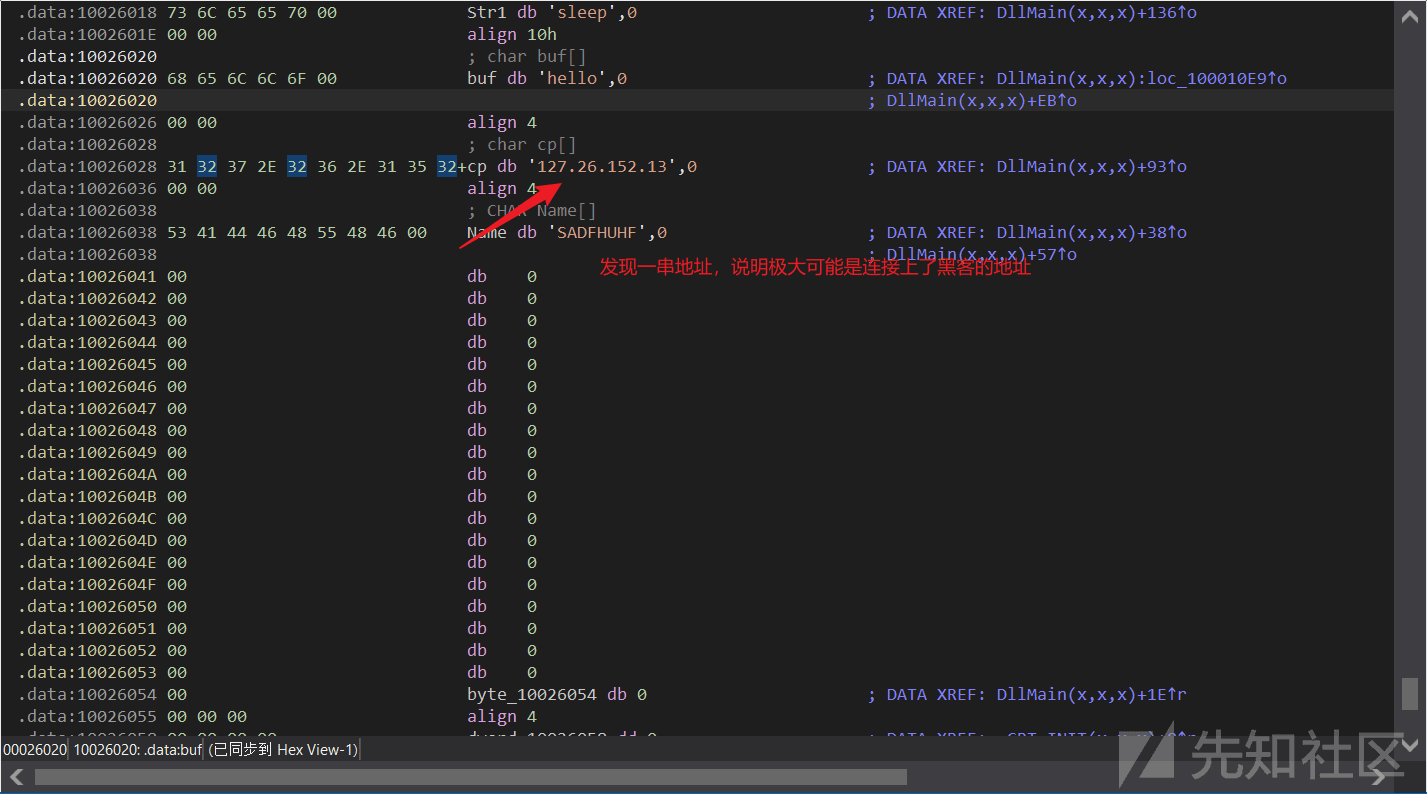 .data:10026018 73 6C 65 65 70 00 Str1 db 'sleep',0 ; DATA XREF: DllMain(x,x,x)+136↑o
.data:1002601E 00 00 align 10h
.data:10026020 ; char buf[]
.data:10026020 68 65 6C 6C 6F 00 buf db 'hello',0 ; DATA XREF: DllMain(x,x,x):loc_100010E9↑o
.data:10026020 ; DllMain(x,x,x)+EB↑o
.data:10026026 00 00 align 4
.data:10026028 ; char cp[]
.data:10026028 31 32 37 2E 32 36 2E 31 35 32+cp db '127.26.152.13',0 ; DATA XREF: DllMain(x,x,x)+93↑o
.data:10026036 00 00 align 4
.data:10026038 ; CHAR Name[]
.data:10026038 53 41 44 46 48 55 48 46 00 Name db 'SADFHUHF',0 ; DATA XREF: DllMain(x,x,x)+38↑o
.data:10026038 ; DllMain(x,x,x)+57↑o
发现一串地址，说明极大可能是连接上了黑客的地址
.data:10026041 00 db 0
.data:10026042 00 db 0
.data:10026043 00 db 0
.data:10026044 00 db 0
.data:10026045 00 db 0
.data:10026046 00 db 0
.data:10026047 00 db 0
.data:10026048 00 db 0
.data:10026049 00 db 0
.data:1002604A 00 db 0
.data:1002604B 00 db 0
.data:1002604C 00 db 0
.data:1002604D 00 db 0
.data:1002604E 00 db 0
.data:1002604F 00 db 0
.data:10026050 00 db 0
.data:10026051 00 db 0
.data:10026052 00 db 0
.data:10026053 00 db 0
.data:10026054 00 byte_10026054 db 0 ; DATA XREF: DllMain(x,x,x)+1E↑r
.data:10026055 00 00 00 align 4
00026020 10026020: .data:buf (已同步到 Hex View-1)
先知社区